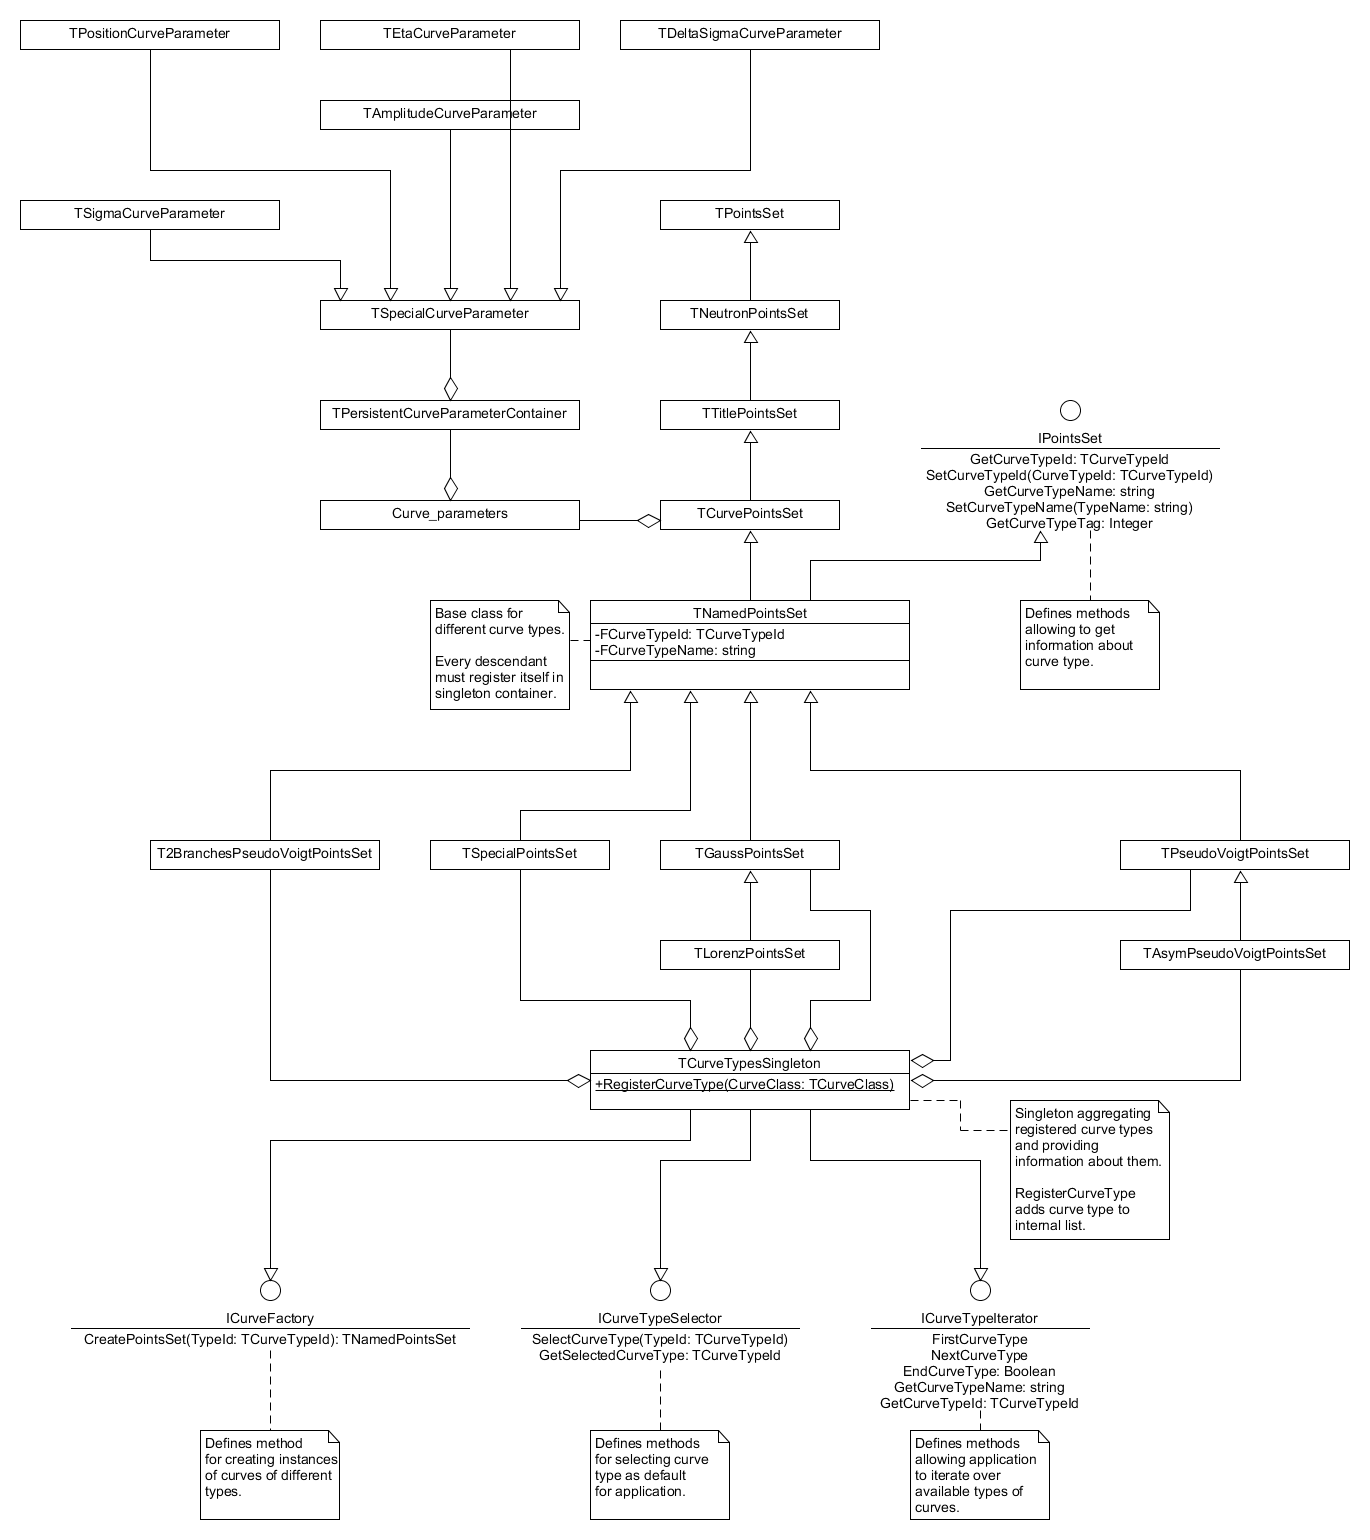 TPositionCurveParameter
TEtaCurveParameter
TDeltaSigmaCurveParameter
TAmplitudeCurveParameter
TSigmaCurveParameter
TPointsSet
TSpecialCurveParameter
TNeutronPointsSet
TPersistentCurveParameterContainer
TTitlePointsSet
IPointsSet
GetCurveTypeId: TCurveTypeId
SetCurveTypeId(CurveTypeId: TCurveTypeId)
GetCurveTypeName: string
SetCurveTypeName(TypeName: string)
GetCurveTypeTag: Integer
Curve_parameters
TCurvePointsSet
Base class for
different curve types.
Every descendant
must register itself in
singleton container.
TNamedPointsSet
-FCurveTypeId: TCurveTypeId
-FCurveTypeName: string
Defines methods
allowing to get
information about
curve type.
T2BranchesPseudoVoigtPointsSet
TSpecialPointsSet
TGaussPointsSet
TPseudoVoigtPointsSet
TLorenzPointsSet
TAsymPseudoVoigtPointsSet
TCurveTypesSingleton
+RegisterCurveType(CurveClass: TCurveClass)
Singleton aggregating
registered curve types
and providing
information about them.
RegisterCurveType
adds curve type to
internal list.
ICurveFactory
CreatePointsSet(TypeId: TCurveTypeId): TNamedPointsSet
ICurveTypeSelector
SelectCurveType(TypeId: TCurveTypeId)
GetSelectedCurveType: TCurveTypeId
ICurveTypeIterator
FirstCurveType
NextCurveType
EndCurveType: Boolean
GetCurveTypeName: string
GetCurveTypeId: TCurveTypeId
Defines method
for creating instances
of curves of different
types.
Defines methods
for selecting curve
type as default
for application.
Defines methods
allowing application
to iterate over
available types of
curves.